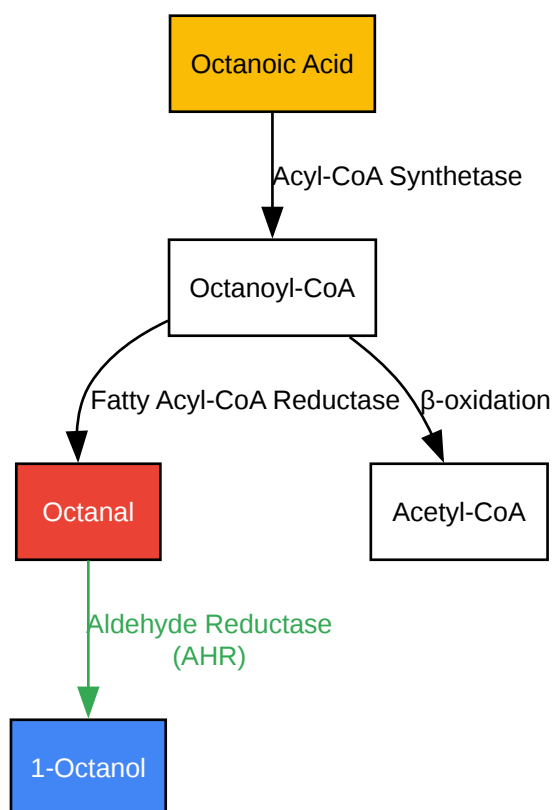 Octanoic Acid
Acyl-CoA Synthetase
Octanoyl-CoA
Fatty Acyl-CoA Reductase
β-oxidation
Octanal
Acetyl-CoA
Aldehyde Reductase
(AHR)
1-Octanol